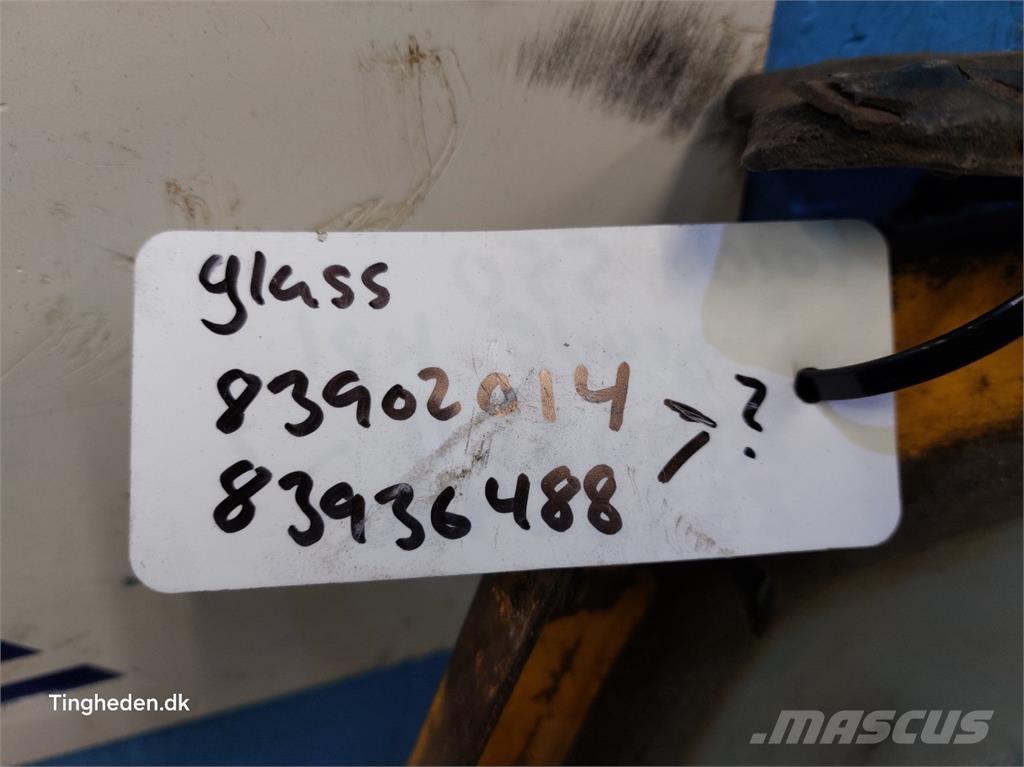 glass
83902014
83936488 > ?
Tingheden.dk
MASCUS